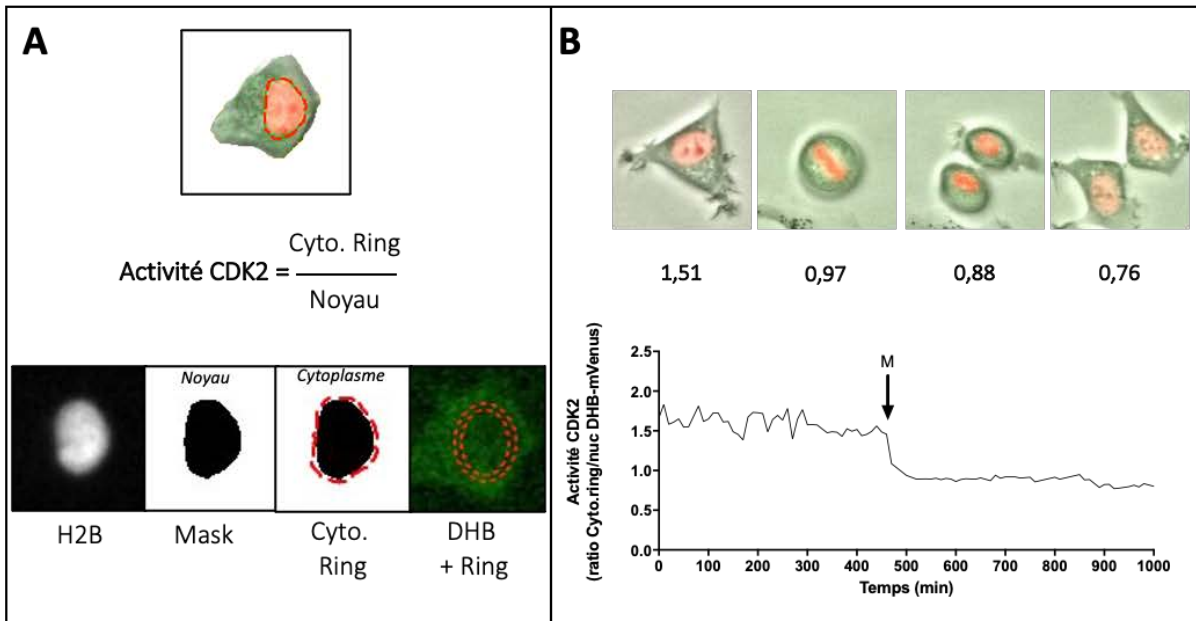 A
Cyto. Ring
Activité CDK2 =
Noyau
Noyau
Cytoplasme
H2B
Mask
Cyto.
Ring
DHB
+ Ring
B
1,51
0,97
0,88
0,76
Activité CDK2
(ratio Cyto.ring/nuc DHB-mVenus)
2.5
2.0
1.5
1.0
0.5
0.0
M
0
100
200
300
400
500
600
700
800
900
1000
Temps (min)